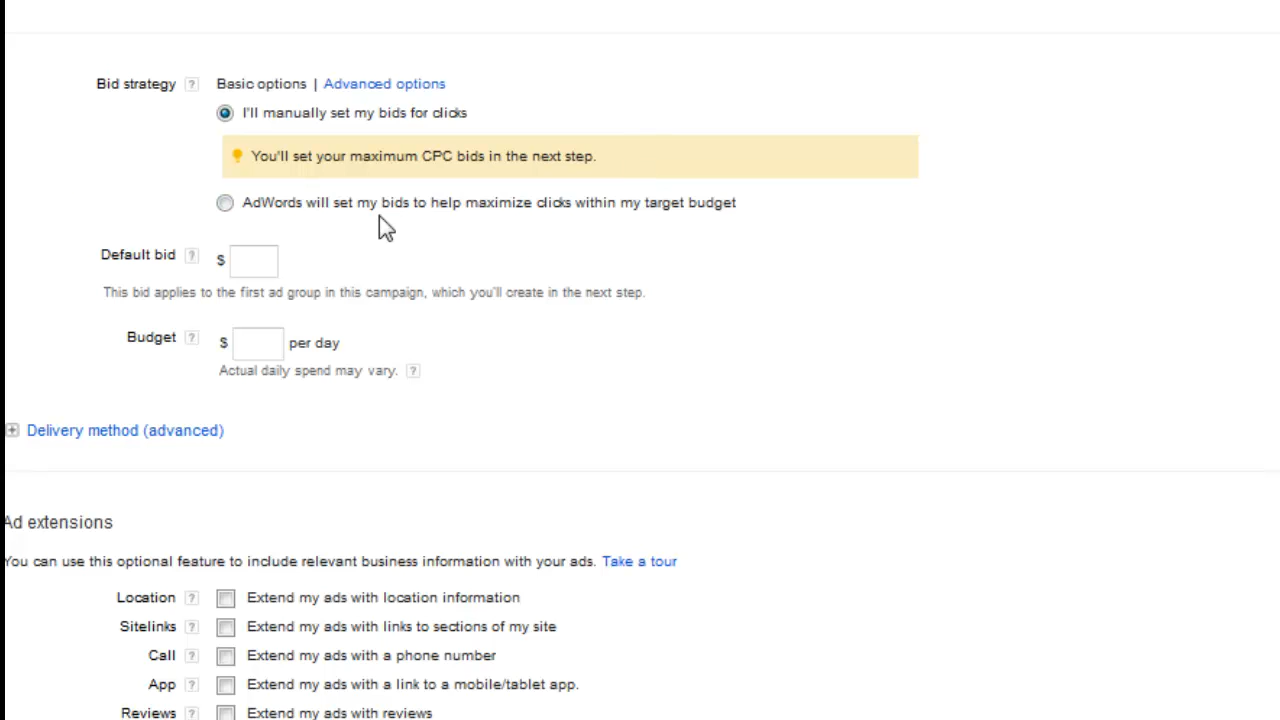 Bid strategy ? Basic options | Advanced options
I'll manually set my bids for clicks
You'll set your maximum CPC bids in the next step.
AdWords will set my bids to help maximize clicks within my target budget
Default bid ? $
This bid applies to the first ad group in this campaign, which you'll create in the next step.
Budget ? $ per day
Actual daily spend may vary. ?
Delivery method (advanced)
Ad extensions
You can use this optional feature to include relevant business information with your ads. Take a tour
Location ? Extend my ads with location information
Sitelinks ? Extend my ads with links to sections of my site
Call ? Extend my ads with a phone number
App ? Extend my ads with a link to a mobile/tablet app.
Reviews ? Extend my ads with reviews